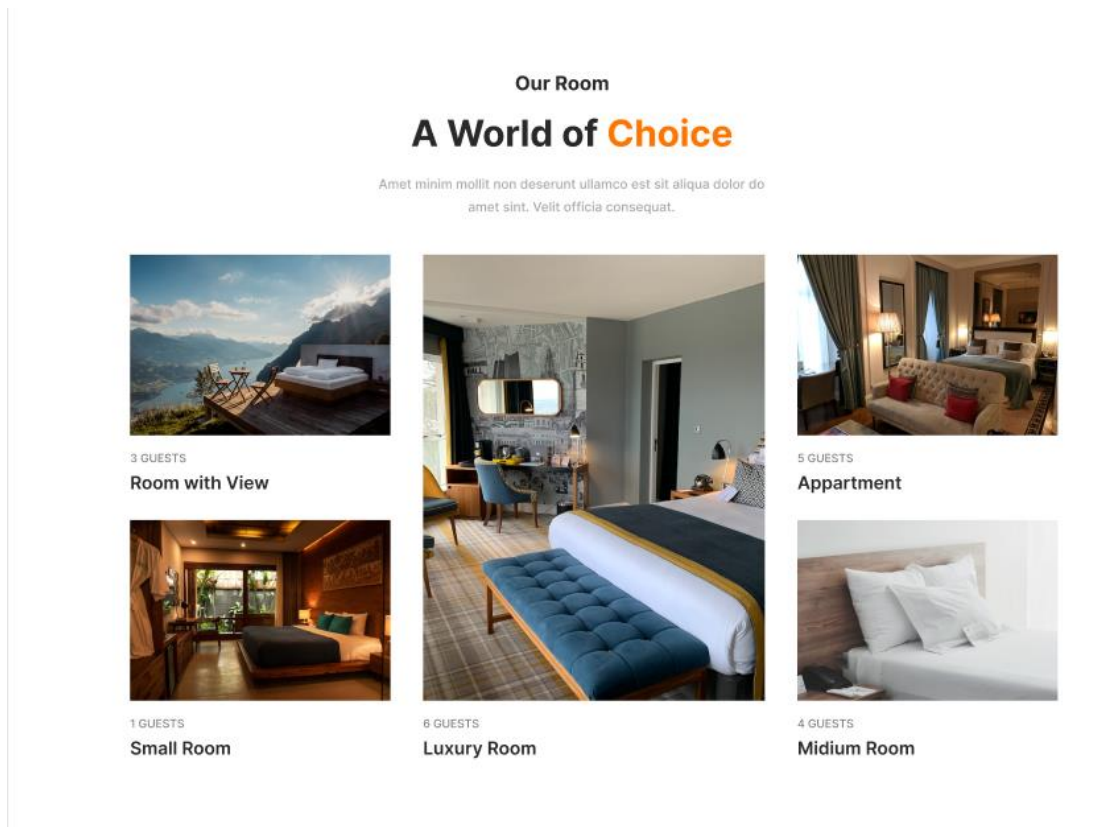 Our Room
A World of Choice
Amet minim mollit non deserunt ullamco est sit aliqua dolor do
amet sint. Velit officia consequat.
3 GUESTS
Room with View
5 GUESTS
Appartment
1 GUESTS
Small Room
6 GUESTS
Luxury Room
4 GUESTS
Midium Room